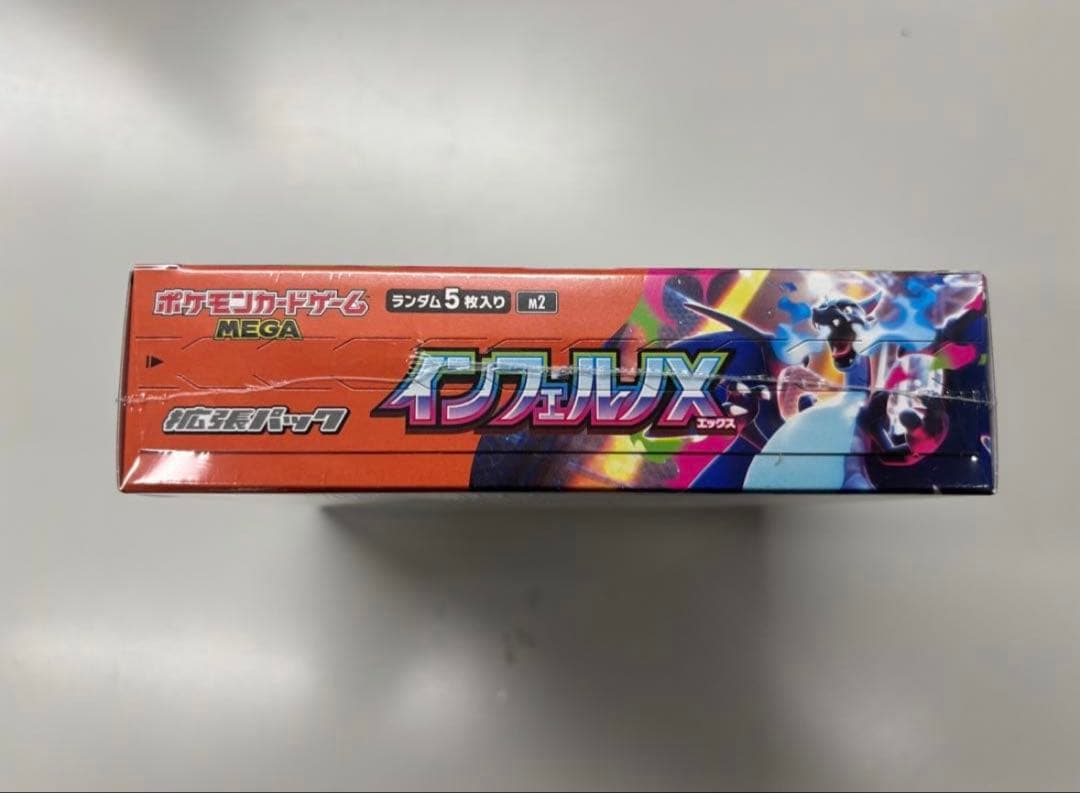 ポケモンカードゲーム
MEGA
ランダム5枚入り
M2
インフェルノX
エックス
拡張パック